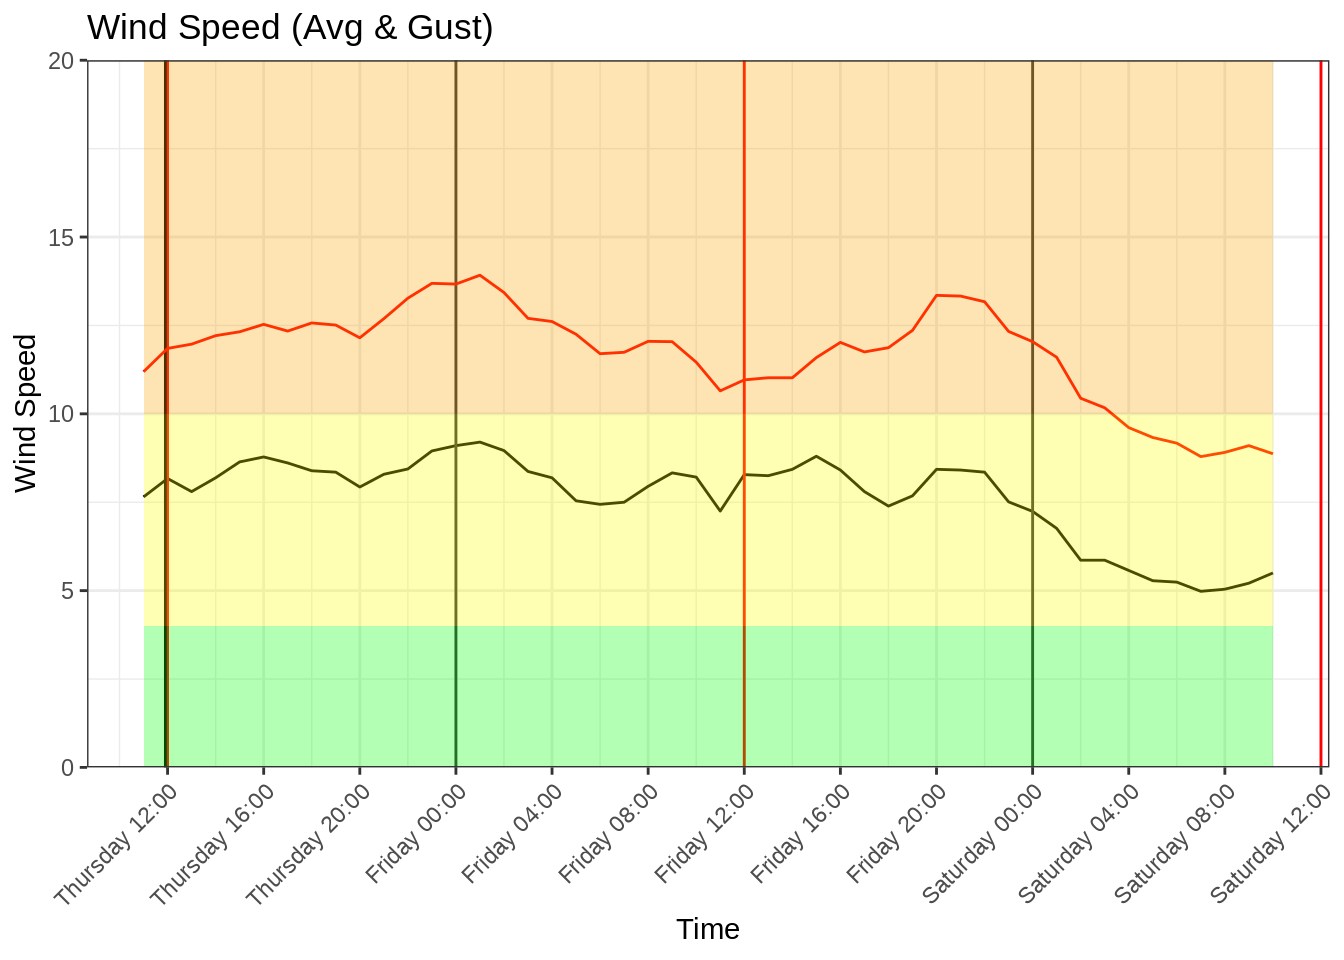 Wind Speed (Avg & Gust)
Wind Speed
20
15
10
5
0
Thursday 12:00
Thursday 16:00
Thursday 20:00
Friday 00:00
Friday 04:00
Friday 08:00
Friday 12:00
Friday 16:00
Friday 20:00
Saturday 00:00
Saturday 04:00
Saturday 08:00
Saturday 12:00
Time